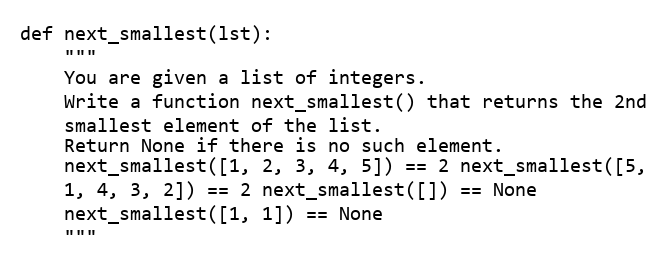 def next_smallest(lst):
    """
    You are given a list of integers.
    Write a function next_smallest() that returns the 2nd
    smallest element of the list.
    Return None if there is no such element.
    next_smallest([1, 2, 3, 4, 5]) == 2 next_smallest([5,
    1, 4, 3, 2]) == 2 next_smallest([]) == None
    next_smallest([1, 1]) == None
    """